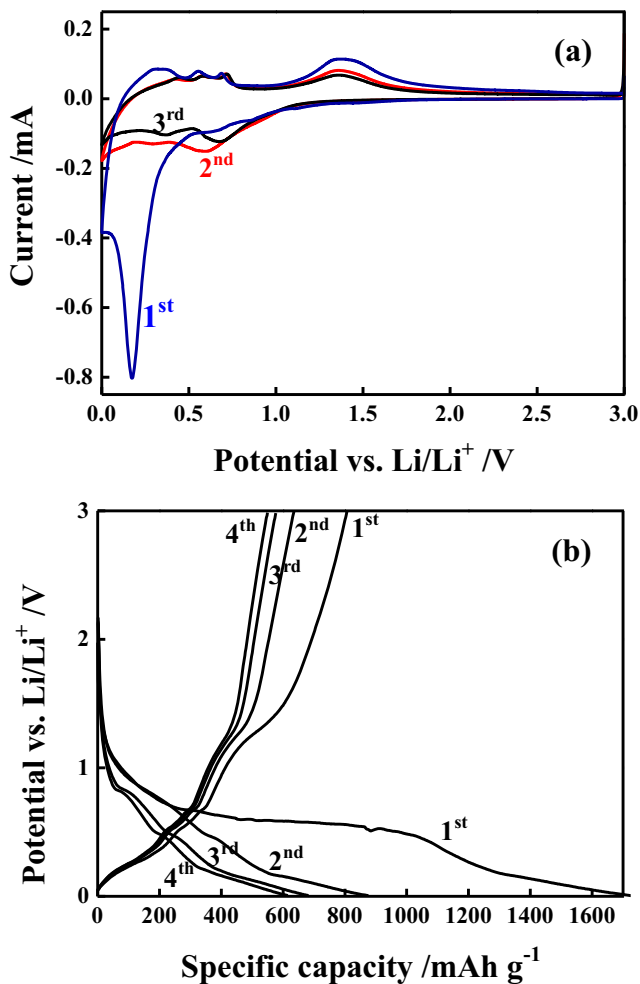 (a)
0.2
0.0
-0.2
-0.4
-0.6
-0.8
Current /mA
3rd
2nd
1st
0.0 0.5 1.0 1.5 2.0 2.5 3.0
Potential vs. Li/Li+ /V
(b)
3
2
1
0
Potential vs. Li/Li+ /V
4th
3rd
2nd
1st
1st
2nd
3rd
4th
0 200 400 600 800 1000 1200 1400 1600
Specific capacity /mAh g-1